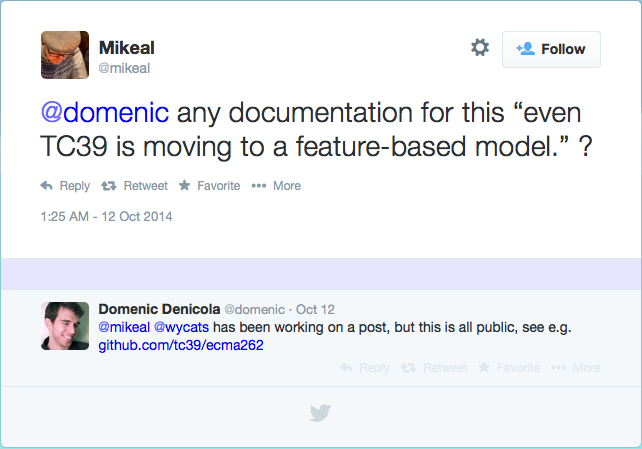 Mikeal
@mikeal
Follow
@domenic any documentation for this “even
TC39 is moving to a feature-based model.” ?
Reply Retweet Favorite More
1:25 AM - 12 Oct 2014
Domenic Denicola @domenic · Oct 12
@mikeal @wycats has been working on a post, but this is all public, see e.g.
github.com/tc39/ecma262
Reply Retweet Favorite More